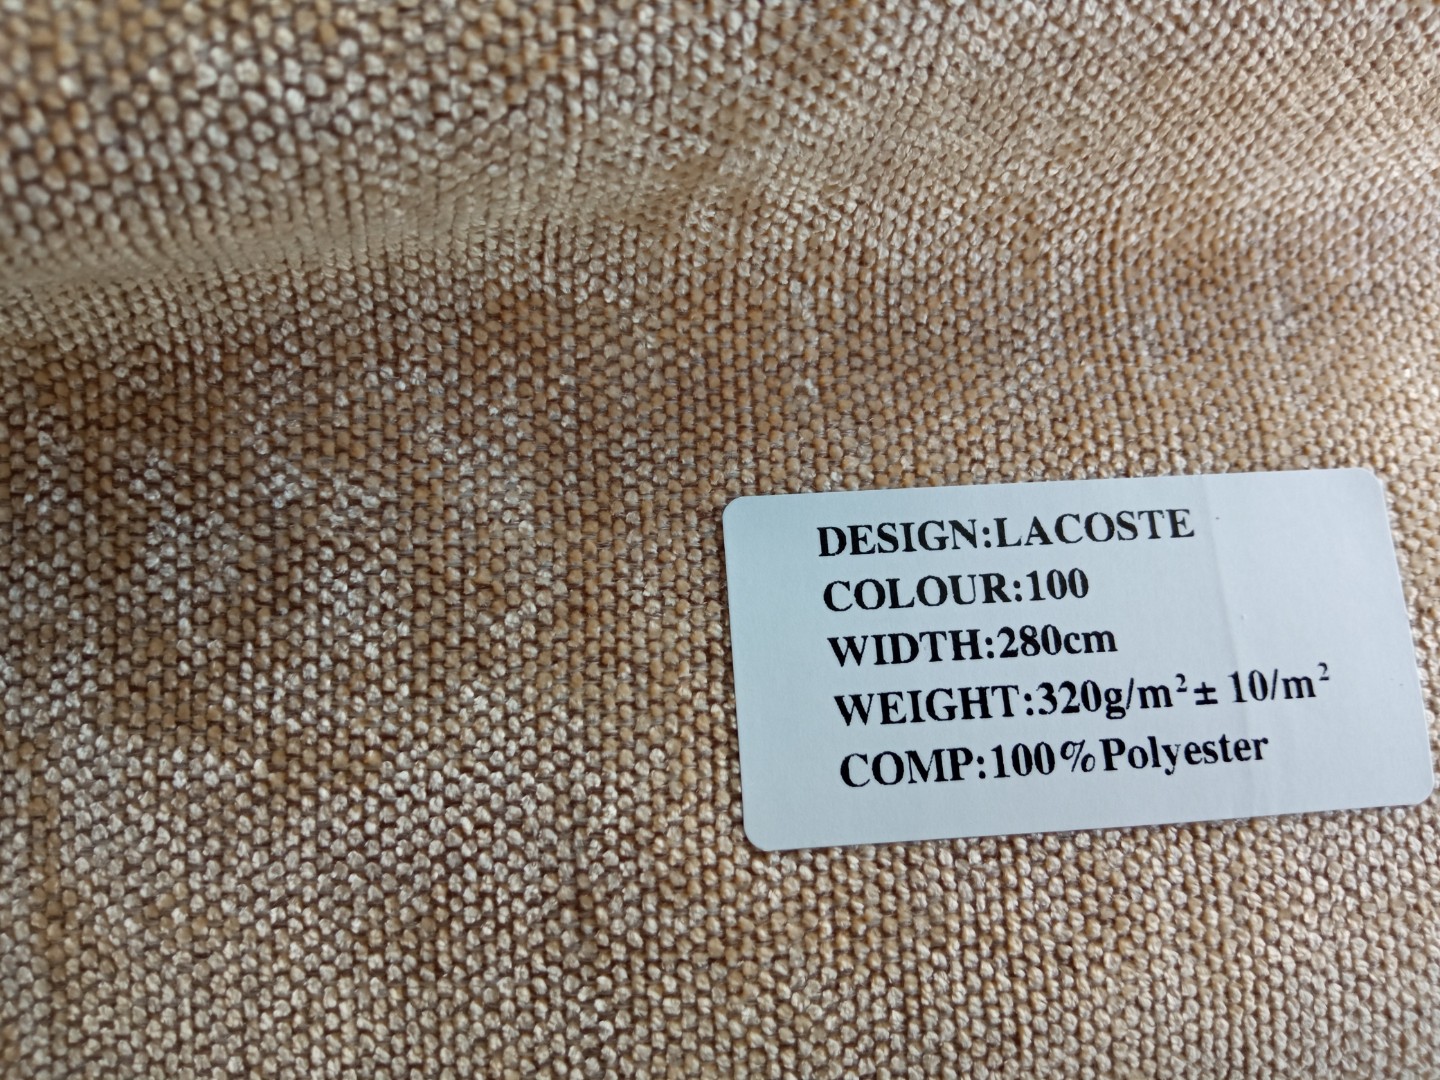 DESIGN:LACOSTE
COLOUR:100
WIDTH:280cm
WEIGHT:320g/m²± 10/m²
COMP:100%Polyester